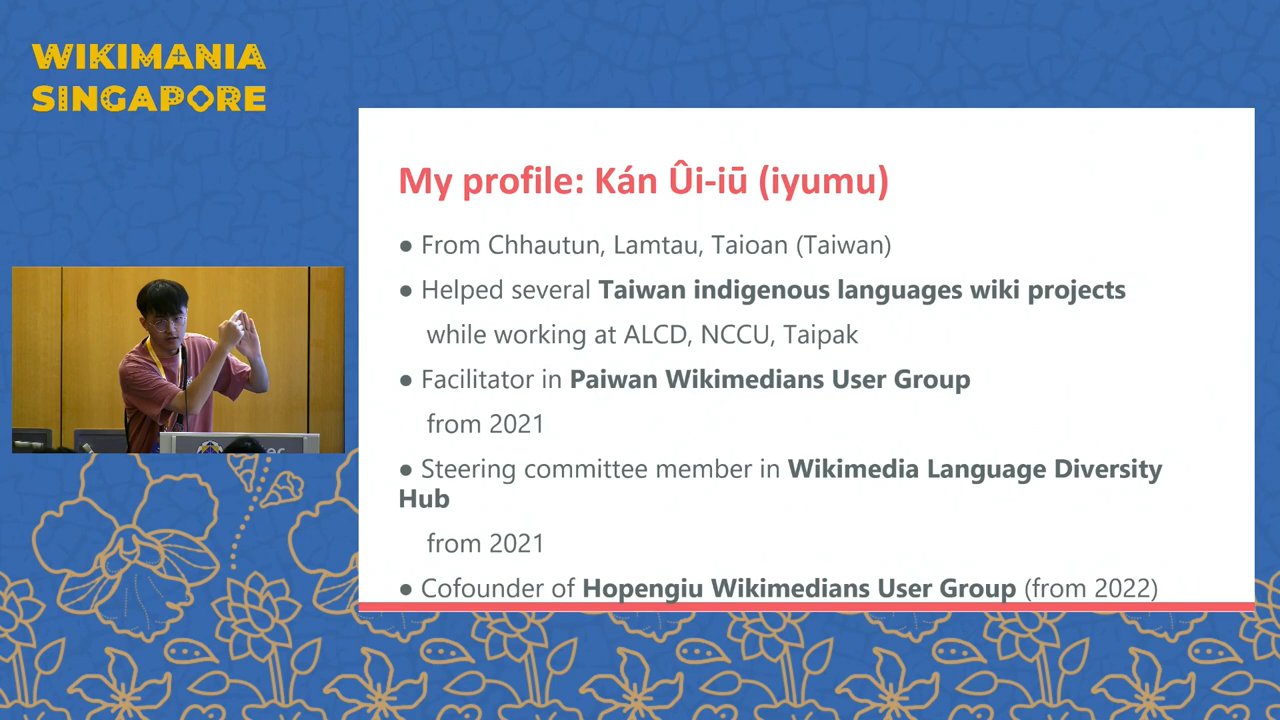 WIKIMANIA
SINGAPORE
My profile: Kán Ûi-iū (iyumu)
● From Chhautun, Lamtau, Taioan (Taiwan)
● Helped several Taiwan indigenous languages wiki projects
while working at ALCD, NCCU, Taipak
● Facilitator in Paiwan Wikimedians User Group
from 2021
● Steering committee member in Wikimedia Language Diversity
Hub
from 2021
● Cofounder of Hopengiu Wikimedians User Group (from 2022)